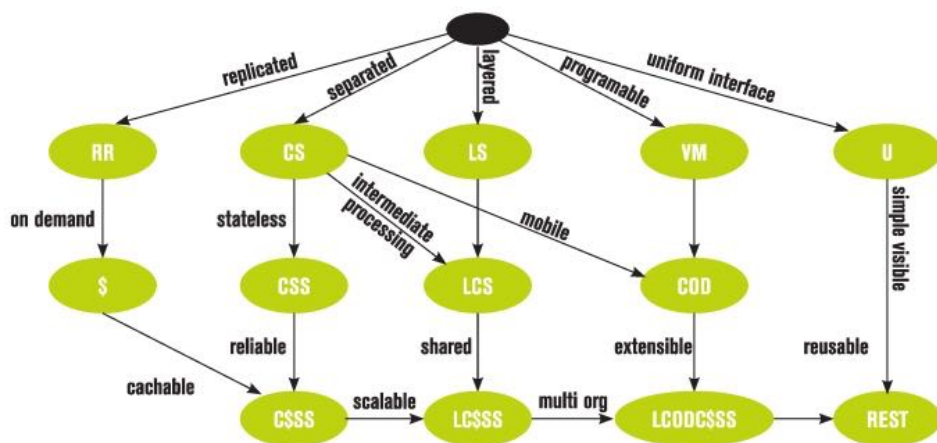 replicated
separated
layered
programable
uniform interface
RR
CS
LS
VM
U
on demand
stateless
intermediate
processing
mobile
simple visible
$
CSS
LCS
COD
cachable
reliable
shared
extensible
reusable
C$SS
scalable
LC$SS
multi org
LCODC$SS
REST